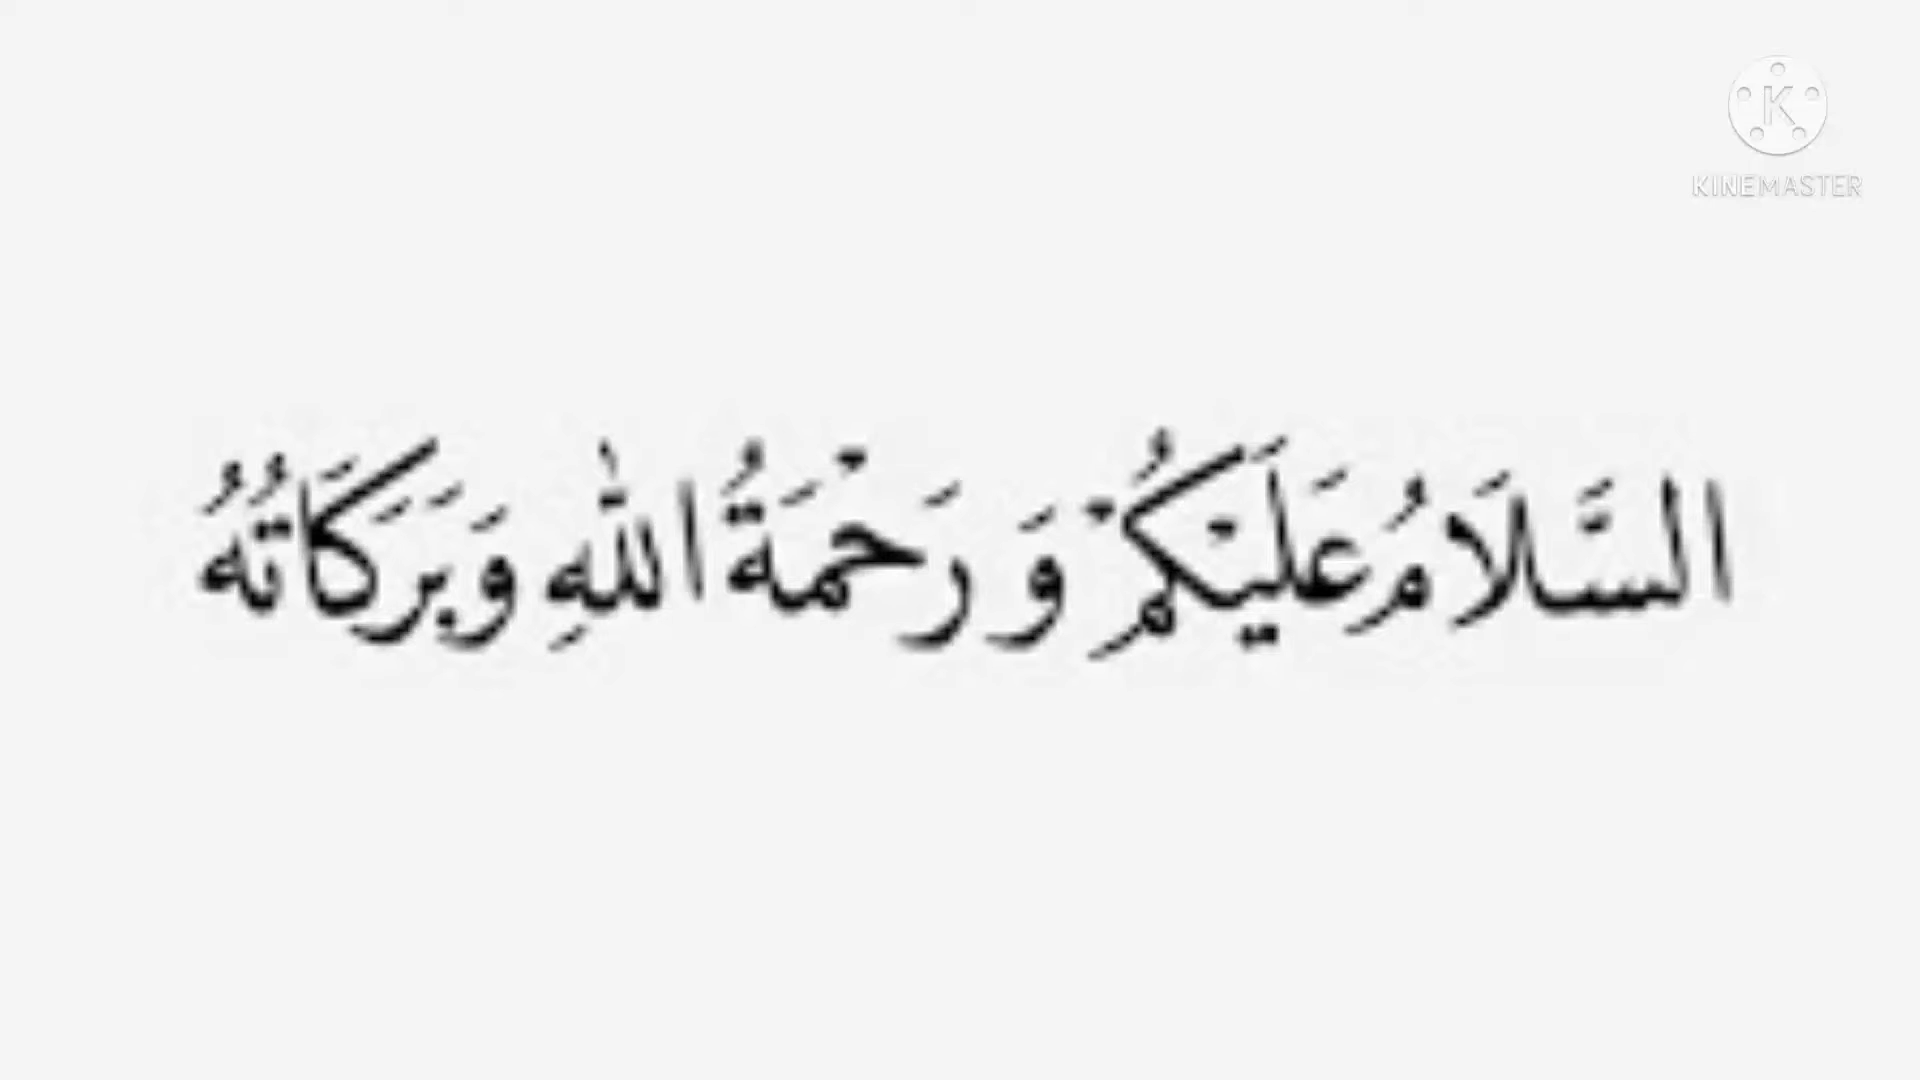 KINEMASTER
السَّلَامُ عَلَيْكُمْ وَ رَحْمَةُ اللهِ وَبَرَكَاتُهُ